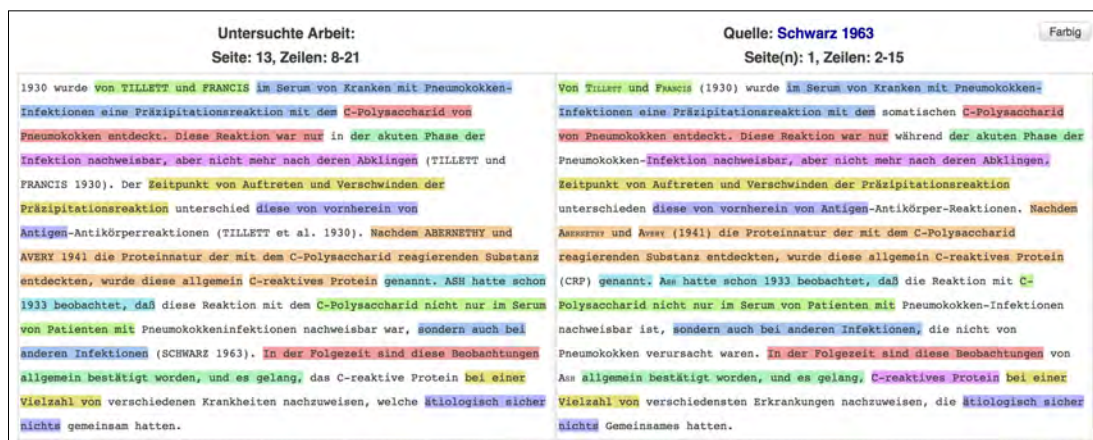 Untersuchte Arbeit:
Seite: 13, Zeilen: 8-21
1930 wurde von TILLETT und FRANCIS im Serum von Kranken mit Pneumokokken-
Infektionen eine Präzipitationsreaktion mit dem C-Polysaccharid von
Pneumokokken entdeckt. Diese Reaktion war nur in der akuten Phase der
Infektion nachweisbar, aber nicht mehr nach deren Abklingen (TILLETT und
FRANCIS 1930). Der Zeitpunkt von Auftreten und Verschwinden der
Präzipitationsreaktion unterschied diese von vornherein von
Antigen-Antikörperreaktionen (TILLETT et al. 1930). Nachdem ABERNETHY und
AVERY 1941 die Proteinnatur der mit dem C-Polysaccharid reagierenden Substanz
entdeckten, wurde diese allgemein C-reaktives Protein genannt. ASH hatte schon
1933 beobachtet, daß diese Reaktion mit dem C-Polysaccharid nicht nur im Serum
von Patienten mit Pneumokokkeninfektionen nachweisbar war, sondern auch bei
anderen Infektionen (SCHWARZ 1963). In der Folgezeit sind diese Beobachtungen
allgemein bestätigt worden, und es gelang, das C-reaktive Protein bei einer
Vielzahl von verschiedenen Krankheiten nachzuweisen, welche ätiologisch sicher
nichts gemeinsam hatten.
Quelle: Schwarz 1963
Seite(n): 1, Zeilen: 2-15
Farbig
Von Tillett und Francis (1930) wurde im Serum von Kranken mit Pneumokokken-
Infektionen eine Präzipitationsreaktion mit dem somatischen C-Polysaccharid
von Pneumokokken entdeckt. Diese Reaktion war nur während der akuten Phase der
Pneumokokken-Infektion nachweisbar, aber nicht mehr nach deren Abklingen.
Zeitpunkt von Auftreten und Verschwinden der Präzipitationsreaktion
unterschieden diese von vornherein von Antigen-Antikörper-Reaktionen. Nachdem
Abernethy und Avery (1941) die Proteinnatur der mit dem C-Polysaccharid
reagierenden Substanz entdeckten, wurde diese allgemein C-reaktives Protein
(CRP) genannt. Ash hatte schon 1933 beobachtet, daß die Reaktion mit C-
Polysaccharid nicht nur im Serum von Patienten mit Pneumokokken-Infektionen
nachweisbar ist, sondern auch bei anderen Infektionen, die nicht von
Pneumokokken verursacht waren. In der Folgezeit sind diese Beobachtungen von
Ash allgemein bestätigt worden, und es gelang, C-reaktives Protein bei einer
Vielzahl von verschiedensten Erkrankungen nachzuweisen, die ätiologisch sicher
nichts Gemeinsames hatten.